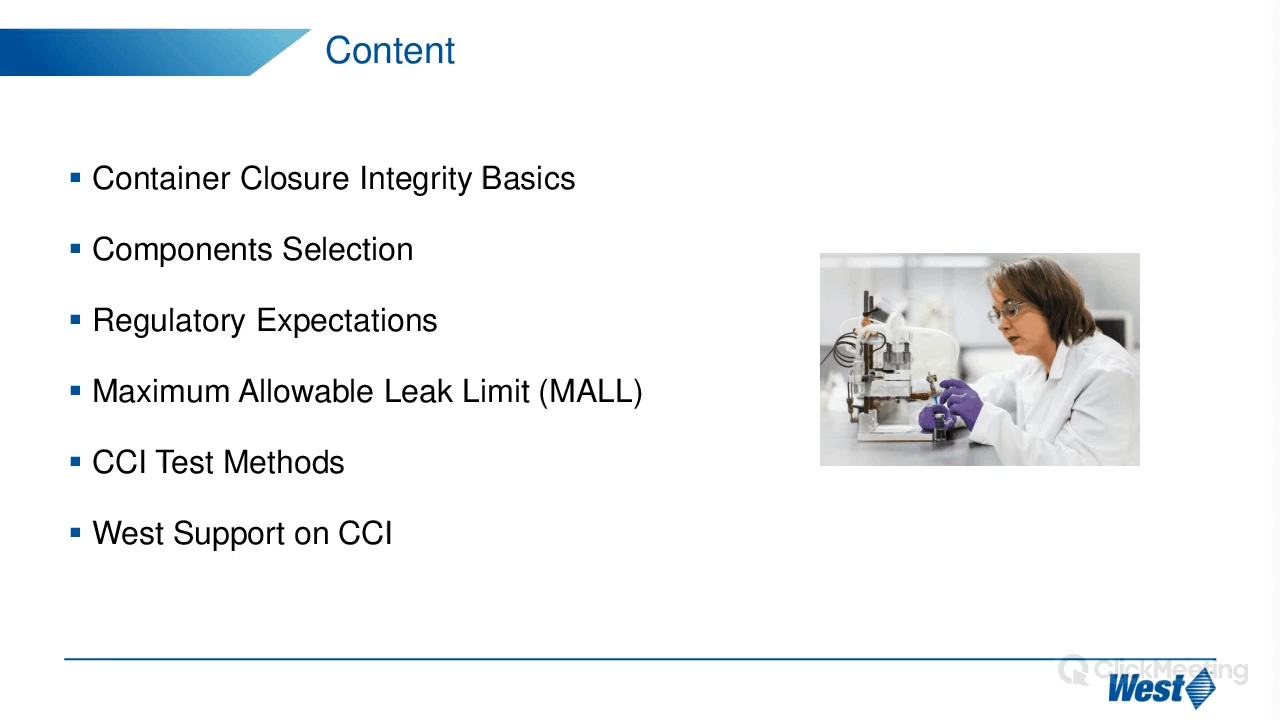 Content
Container Closure Integrity Basics
Components Selection
Regulatory Expectations
Maximum Allowable Leak Limit (MALL)
CCI Test Methods
West Support on CCI
ClickMeeting
West